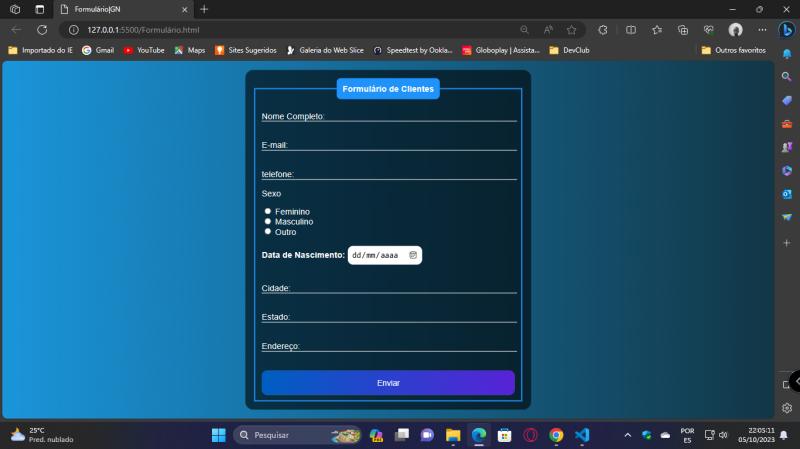 Formulário|GN
127.0.0.1:5500/Formulário.html
Importado do IE
Gmail
YouTube
Maps
Sites Sugeridos
Galeria do Web Slice
Speedtest by Ookla...
Globoplay | Assista...
DevClub
Outros favoritos
Formulário de Clientes
Nome Completo:
E-mail:
telefone:
Sexo
Feminino
Masculino
Outro
Data de Nascimento: dd/mm/aaaa
Cidade:
Estado:
Endereço:
Enviar
25°C
Pred. nublado
Pesquisar
POR
ES
22:05:11
05/10/2023